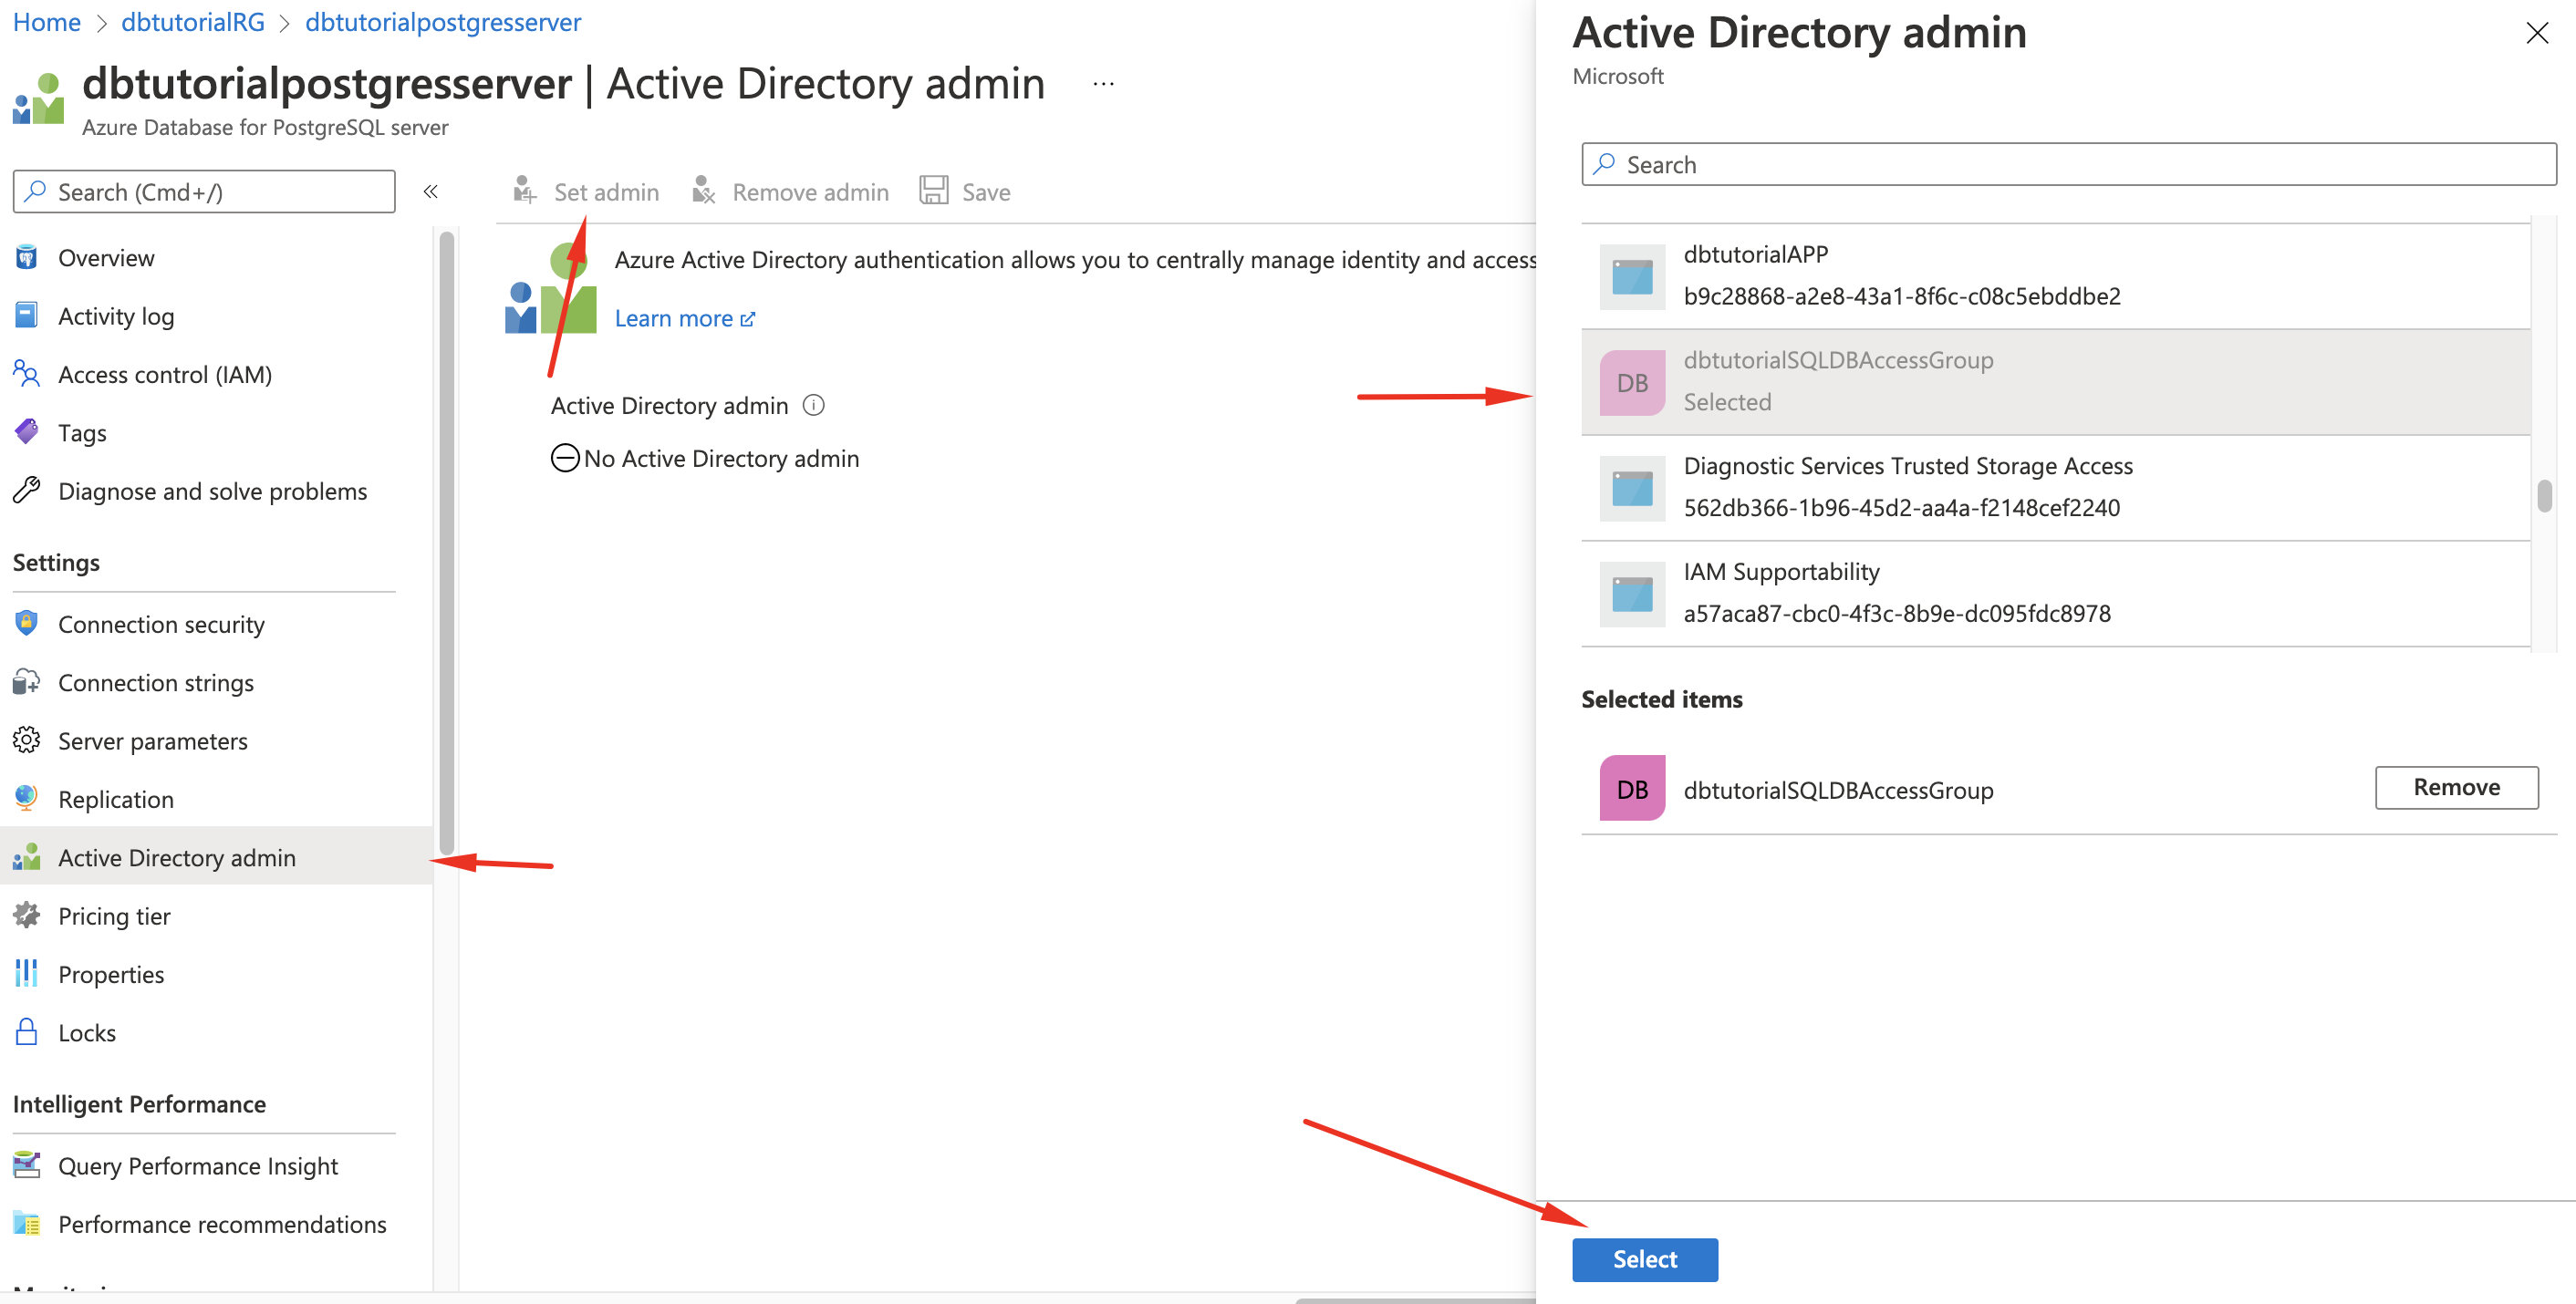 Home > dbtutorialRG > dbtutorialpostgresserver
dbtutorialpostgresserver | Active Directory admin ...
Azure Database for PostgreSQL server
Search (Cmd+/)
«
Overview
Activity log
Access control (IAM)
Tags
Diagnose and solve problems
Settings
Connection security
Connection strings
Server parameters
Replication
Active Directory admin
Pricing tier
Properties
Locks
Intelligent Performance
Query Performance Insight
Performance recommendations
Set admin Remove admin Save
Azure Active Directory authentication allows you to centrally manage identity and access
Learn more
Active Directory admin
No Active Directory admin
Active Directory admin
Microsoft
Search
dbtutorialAPP
b9c28868-a2e8-43a1-8f6c-c08c5ebddbe2
DB
dbtutorialSQLDBAccessGroup
Selected
Diagnostic Services Trusted Storage Access
562db366-1b96-45d2-aa4a-f2148cef2240
IAM Supportability
a57aca87-cbc0-4f3c-8b9e-dc095fdc8978
Selected items
DB dbtutorialSQLDBAccessGroup Remove
Select